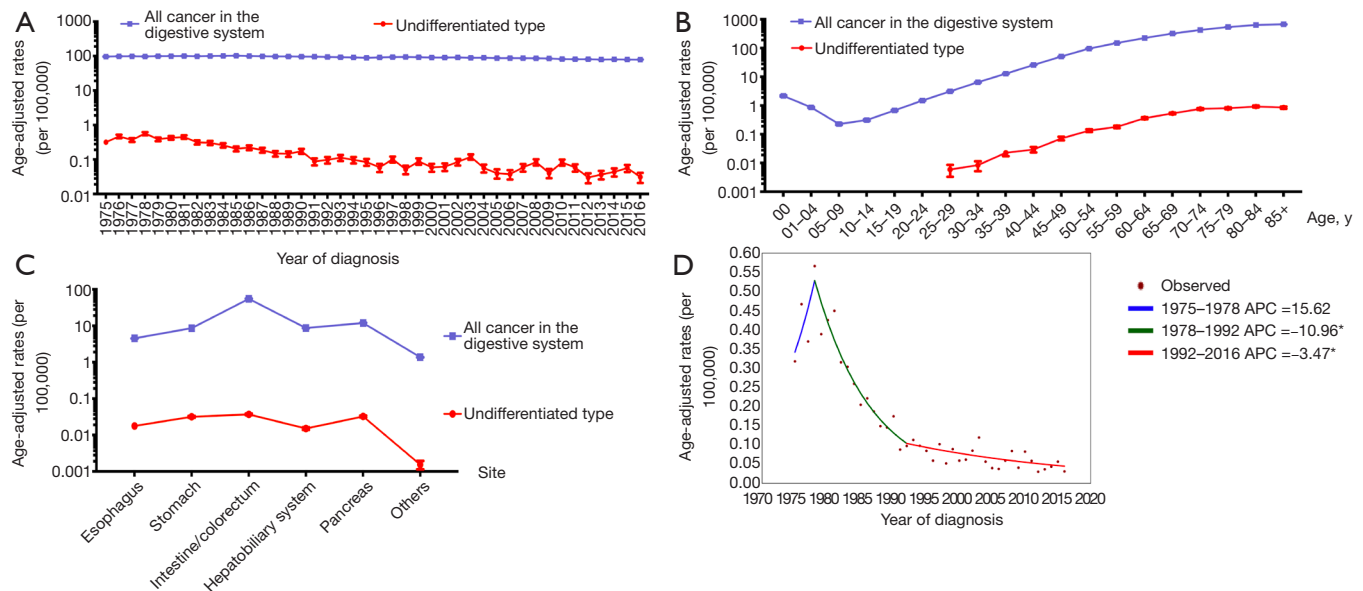 A
All cancer in the
digestive system
Undifferentiated type
Age-adjusted rates
(per 100,000)
1000
100
10
1
0.1
0.01
1975
1976
1977
1978
1979
1980
1981
1982
1983
1984
1985
1986
1987
1988
1989
1990
1991
1992
1993
1994
1995
1996
1997
1998
1999
2000
2001
2002
2003
2004
2005
2006
2007
2008
2009
2010
2011
2012
2013
2014
2015
2016
Year of diagnosis
B
All cancer in the digestive system
Undifferentiated type
Age-adjusted rates
(per 100,000)
1000
100
10
1
0.1
0.01
0.001
00
01–04
05–09
10–14
15–19
20–24
25–29
30–34
35–39
40–44
45–49
50–54
55–59
60–64
65–69
70–74
75–79
80–84
85+
Age, y
C
Age-adjusted rates (per
100,000)
100
10
1
0.1
0.01
0.001
All cancer in the
digestive system
Undifferentiated type
Site
Esophagus
Stomach
Intestine/colorectum
Hepatobiliary system
Pancreas
Others
D
Age-adjusted rates (per
100,000)
0.60
0.55
0.50
0.45
0.40
0.35
0.30
0.25
0.20
0.15
0.10
0.05
0.00
1970 1975 1980 1985 1990 1995 2000 2005 2010 2015 2020
Year of diagnosis
Observed
1975–1978 APC =15.62
1978–1992 APC =−10.96*
1992–2016 APC =−3.47*